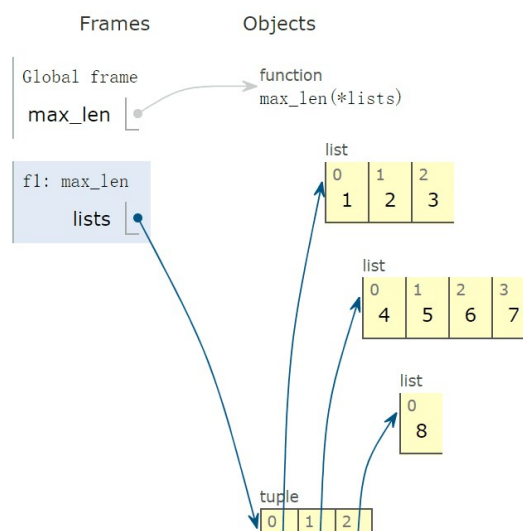 Frames Objects
Global frame
max_len
function
max_len(*lists)
f1: max_len
lists
list
0 1 2
1 2 3
list
0 1 2 3
4 5 6 7
list
0
8
tuple
0 1 2